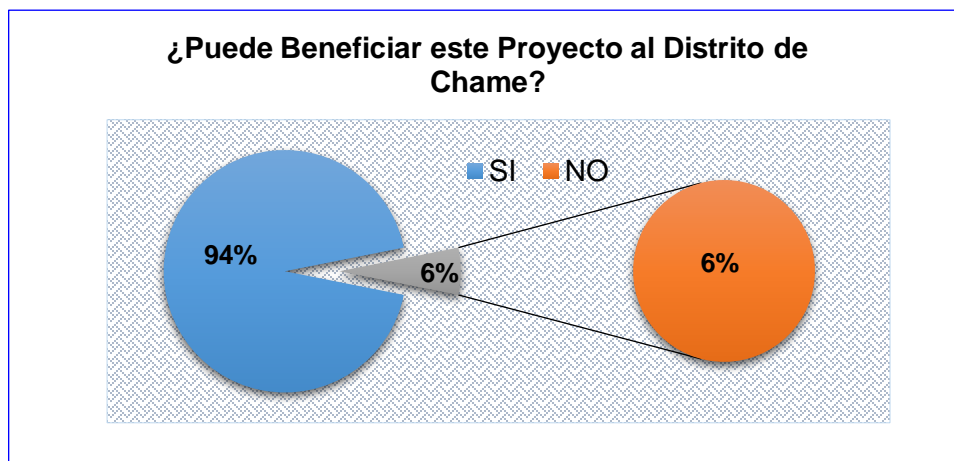 ¿Puede Beneficiar este Proyecto al Distrito de
Chame?
SI NO
94%
6%
6%